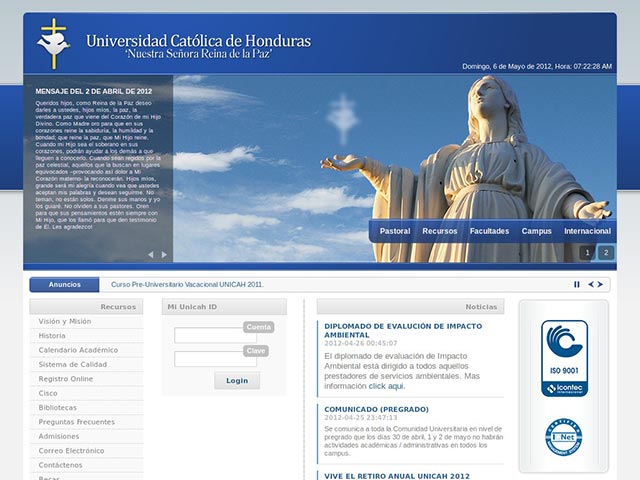 Universidad Católica de Honduras
'Nuestra Señora Reina de la Paz'
Domingo, 6 de Mayo de 2012, Hora: 07:22:28 AM
MENSAJE DEL 2 DE ABRIL DE 2012
Queridos hijos, como Reina de la Paz deseo
darles a ustedes, hijos míos, la paz, la
verdadera paz que viene del Corazón de mi Hijo
Divino. Como Madre oro para que en sus
corazones reine la sabiduría, la humildad y la
bondad; que reine la paz, que Mi Hijo reine.
Cuando mi Hijo sea el soberano en sus
corazones, podrán ayudar a los demás a que
lleguen a conocerlo. Cuando sean regidos por la
paz celestial, aquellos que la buscan en lugares
equivocados –provocando así dolor a Mi
Corazón materno- la reconocerán. Hijos míos,
grande será mi alegría cuando vea que ustedes
aceptan mis palabras y desean seguirme. No
teman, no están solos. Denme sus manos y yo
los guiaré. No olviden a sus pastores. Oren
para que sus pensamientos estén siempre con
Mi Hijo, que los llamó para que den testimonio
de El. Les agradezco!
Pastoral Recursos Facultades Campus Internacional
1 2
Anuncios Curso Pre-Universitario Vacacional UNICAH 2011.
Recursos
Visión y Misión
Historia
Calendario Académico
Sistema de Calidad
Registro Online
Cisco
Bibliotecas
Preguntas Frecuentes
Admisiones
Correo Electrónico
Contáctenos
Becas
Mi Unicah ID
Cuenta
Clave
Login
Noticias
DIPLOMADO DE EVALUCIÓN DE IMPACTO
AMBIENTAL
2012-04-26 00:45:07
El diplomado de evaluación de Impacto
Ambiental está dirigido a todos aquellos
prestadores de servicios ambientales. Mas
información click aqui.
COMUNICADO (PREGRADO)
2012-04-25 23:47:13
Se comunica a toda la Comunidad Universitaria en nivel de
pregrado que los días 30 de abril, 1 y 2 de mayo no habrán
actividades académicas / administrativas en todos los
campus.
VIVE EL RETIRO ANUAL UNICAH 2012
ISO 9001
icontec
internacional